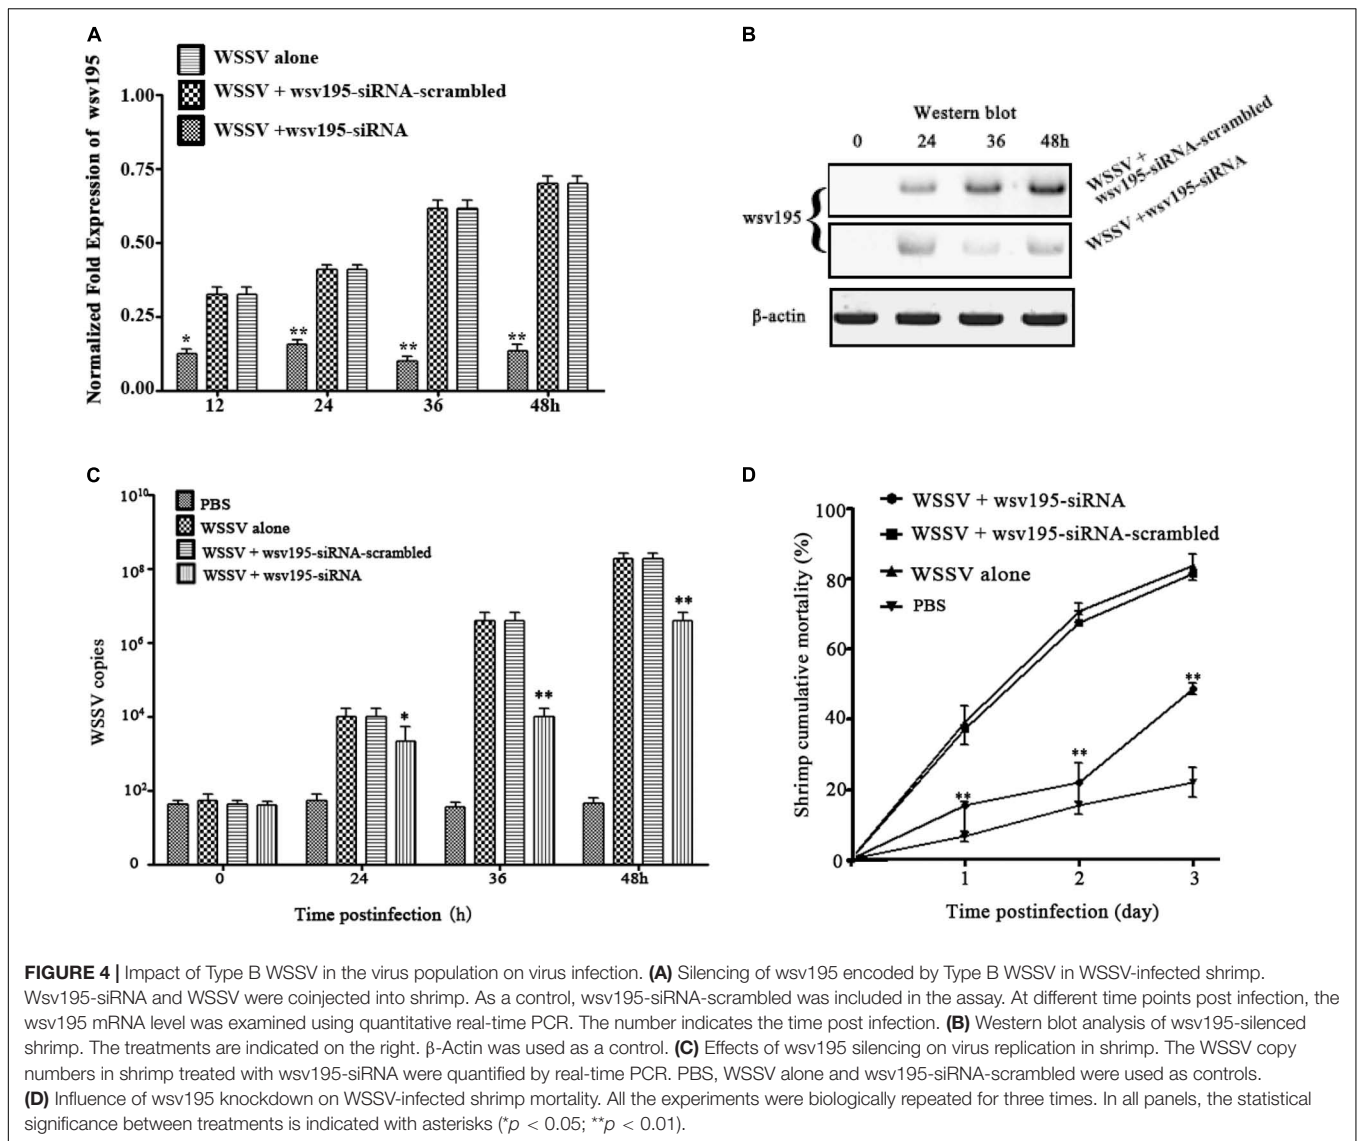 A
WSSV alone
WSSV + wsv195-siRNA-scrambled
WSSV +wsv195-siRNA
Normalized Fold Expression of wsv195
1.00
0.75
0.50
0.25
0.00
*
**
**
**
12
24
36
48h
B
Western blot
0
24
36
48h
wsv195
WSSV +
wsv195-siRNA-scrambled
WSSV +wsv195-siRNA
β-actin
C
PBS
WSSV alone
WSSV + wsv195-siRNA-scrambled
WSSV + wsv195-siRNA
WSSV copies
10¹⁰
10⁸
10⁶
10⁴
10²
0
*
**
**
0
24
36
48h
Time postinfection (h)
D
WSSV + wsv195-siRNA
WSSV + wsv195-siRNA-scrambled
WSSV alone
PBS
Shrimp cumulative mortality (%)
100
80
60
40
20
0
**
**
**
1
2
3
Time postinfection (day)
FIGURE 4 | Impact of Type B WSSV in the virus population on virus infection. (A) Silencing of wsv195 encoded by Type B WSSV in WSSV-infected shrimp.
Wsv195-siRNA and WSSV were coinjected into shrimp. As a control, wsv195-siRNA-scrambled was included in the assay. At different time points post infection, the
wsv195 mRNA level was examined using quantitative real-time PCR. The number indicates the time post infection. (B) Western blot analysis of wsv195-silenced
shrimp. The treatments are indicated on the right. β-Actin was used as a control. (C) Effects of wsv195 silencing on virus replication in shrimp. The WSSV copy
numbers in shrimp treated with wsv195-siRNA were quantified by real-time PCR. PBS, WSSV alone and wsv195-siRNA-scrambled were used as controls.
(D) Influence of wsv195 knockdown on WSSV-infected shrimp mortality. All the experiments were biologically repeated for three times. In all panels, the statistical
significance between treatments is indicated with asterisks (*p < 0.05; **p < 0.01).